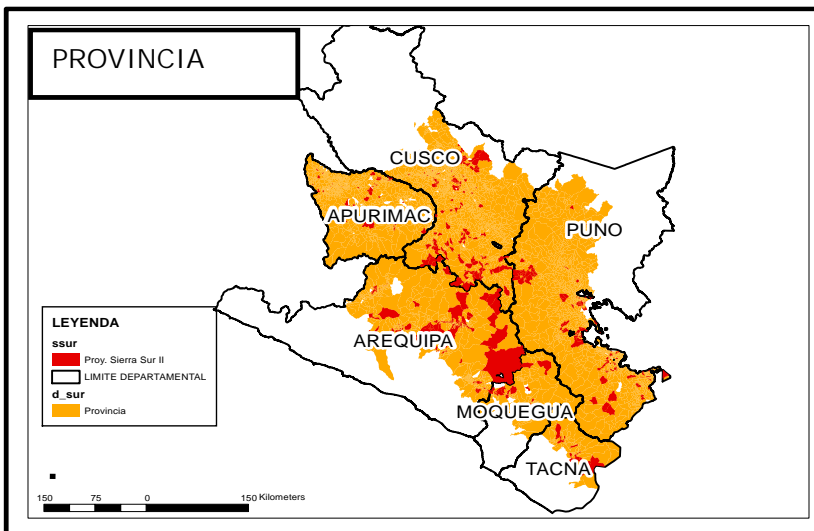 PROVINCIA
CUSCO
APURIMAC
PUNO
LEYENDA
ssur
Proy. Sierra Sur II
LIMITE DEPARTAMENTAL
d_sur
Provincia
AREQUIPA
MOQUEGUA
TACNA
150 75 0 150 Kilometers